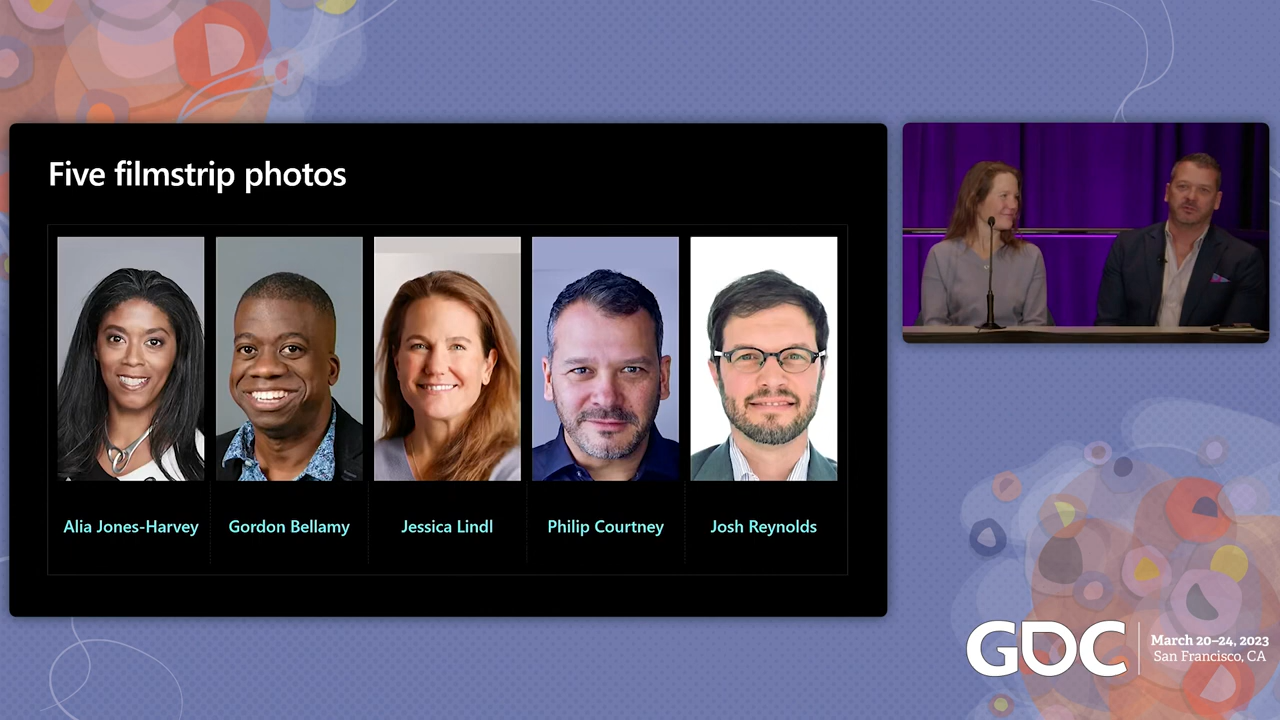 Five filmstrip photos
Alia Jones-Harvey
Gordon Bellamy
Jessica Lindl
Philip Courtney
Josh Reynolds
GDC
March 20–24, 2023
San Francisco, CA